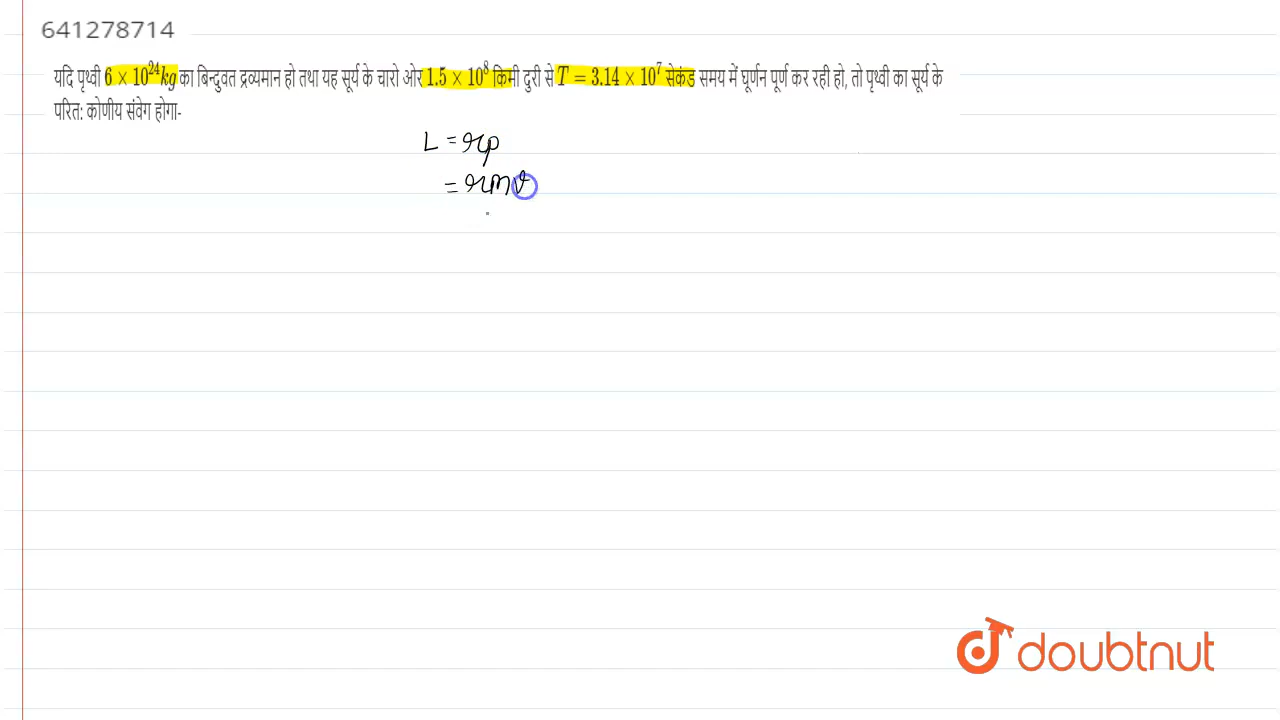 641278714
यदि पृथ्वी 6 × 10^24 kg का बिन्दुवत द्रव्यमान हो तथा यह सूर्य के चारो ओर 1.5 × 10^8 किमी दुरी से T = 3.14 × 10^7 सेकंड समय में घूर्णन पूर्ण कर रही हो, तो पृथ्वी का सूर्य के
परित: कोणीय संवेग होगा-
L = rp
= rmv
doubtnut